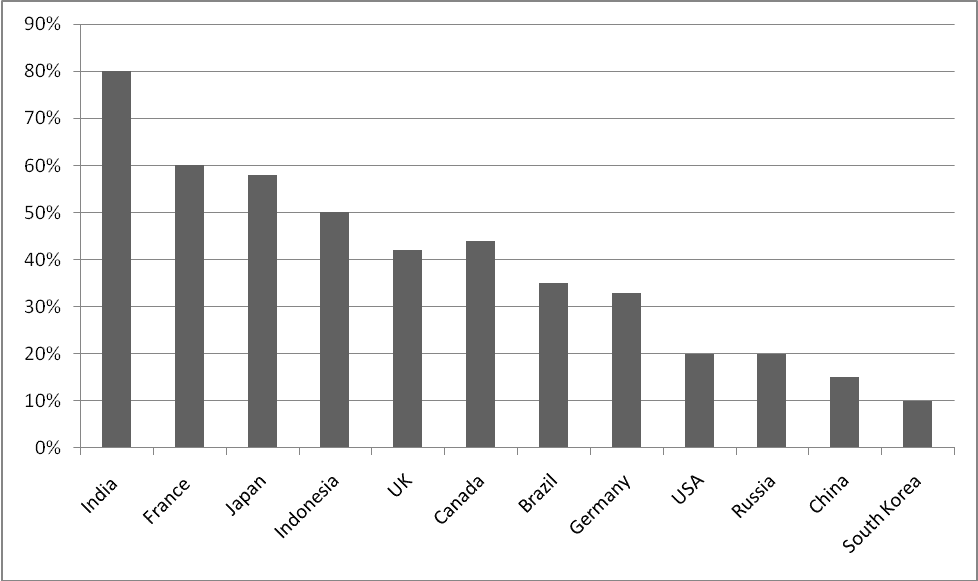 90%
80%
70%
60%
50%
40%
30%
20%
10%
0%
India
France
Japan
Indonesia
UK
Canada
Brazil
Germany
USA
Russia
China
South Korea